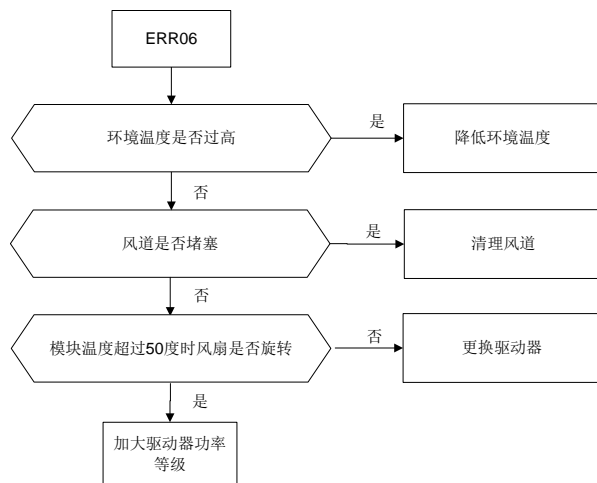 ERR06
环境温度是否过高
是
降低环境温度
否
风道是否堵塞
是
清理风道
否
模块温度超过50度时风扇是否旋转
否
更换驱动器
是
加大驱动器功率
等级